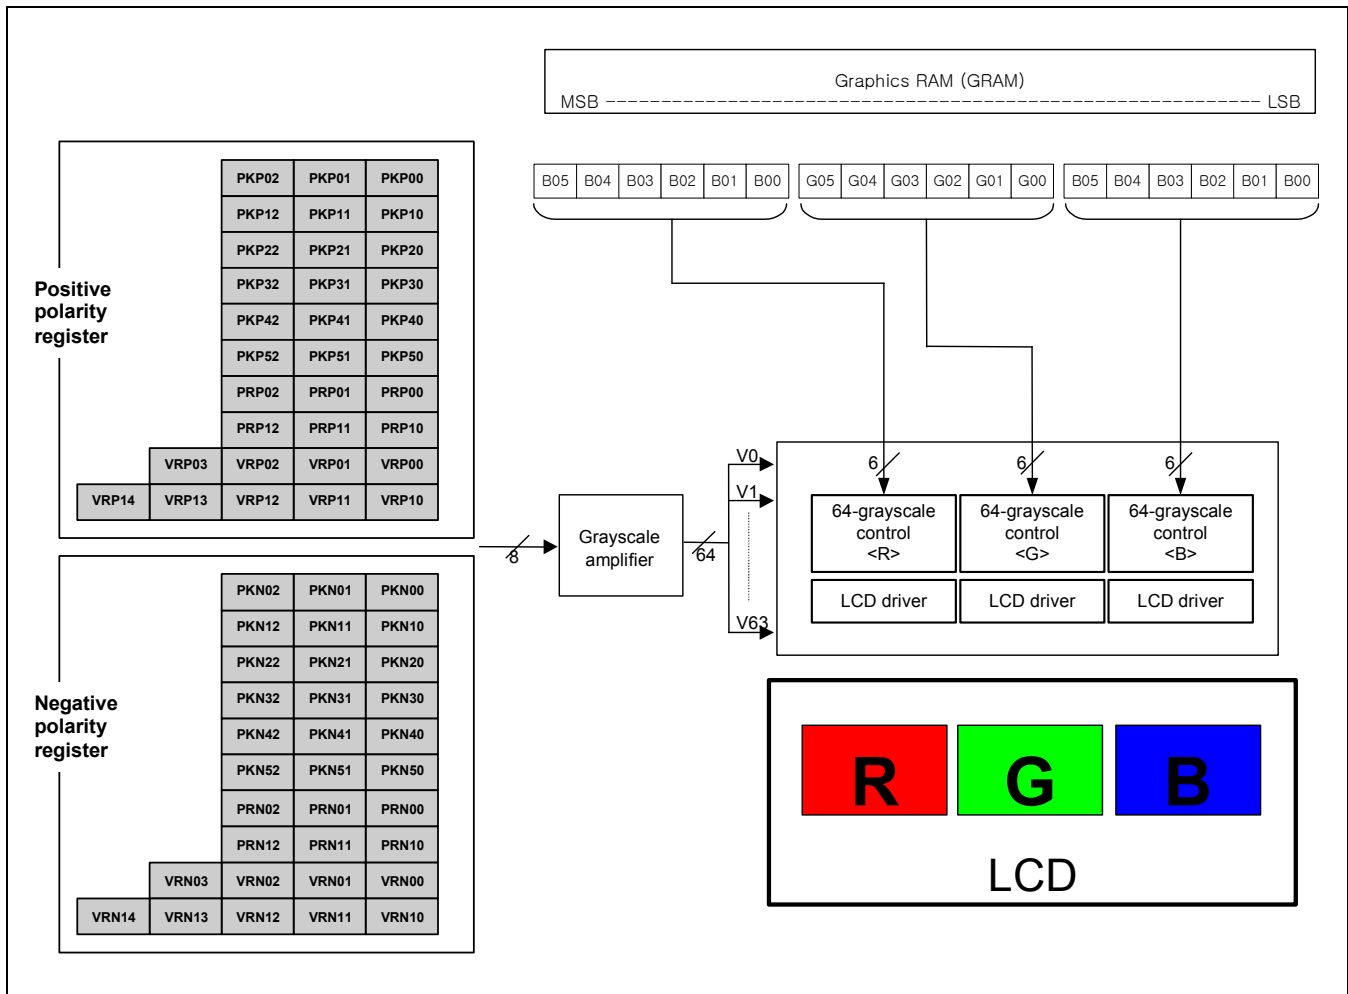 Graphics RAM (GRAM)
MSB ---------------------------------------------------------------------- LSB
B05 B04 B03 B02 B01 B00 G05 G04 G03 G02 G01 G00 B05 B04 B03 B02 B01 B00
Positive
polarity
register
PKP02 PKP01 PKP00
PKP12 PKP11 PKP10
PKP22 PKP21 PKP20
PKP32 PKP31 PKP30
PKP42 PKP41 PKP40
PKP52 PKP51 PKP50
PRP02 PRP01 PRP00
PRP12 PRP11 PRP10
VRP03 VRP02 VRP01 VRP00
VRP14 VRP13 VRP12 VRP11 VRP10
Negative
polarity
register
PKN02 PKN01 PKN00
PKN12 PKN11 PKN10
PKN22 PKN21 PKN20
PKN32 PKN31 PKN30
PKN42 PKN41 PKN40
PKN52 PKN51 PKN50
PRN02 PRN01 PRN00
PRN12 PRN11 PRN10
VRN03 VRN02 VRN01 VRN00
VRN14 VRN13 VRN12 VRN11 VRN10
8
Grayscale
amplifier
64
V0
V1
V63
6 6 6
64-grayscale
control
<R>
64-grayscale
control
<G>
64-grayscale
control
<B>
LCD driver LCD driver LCD driver
R G B
LCD